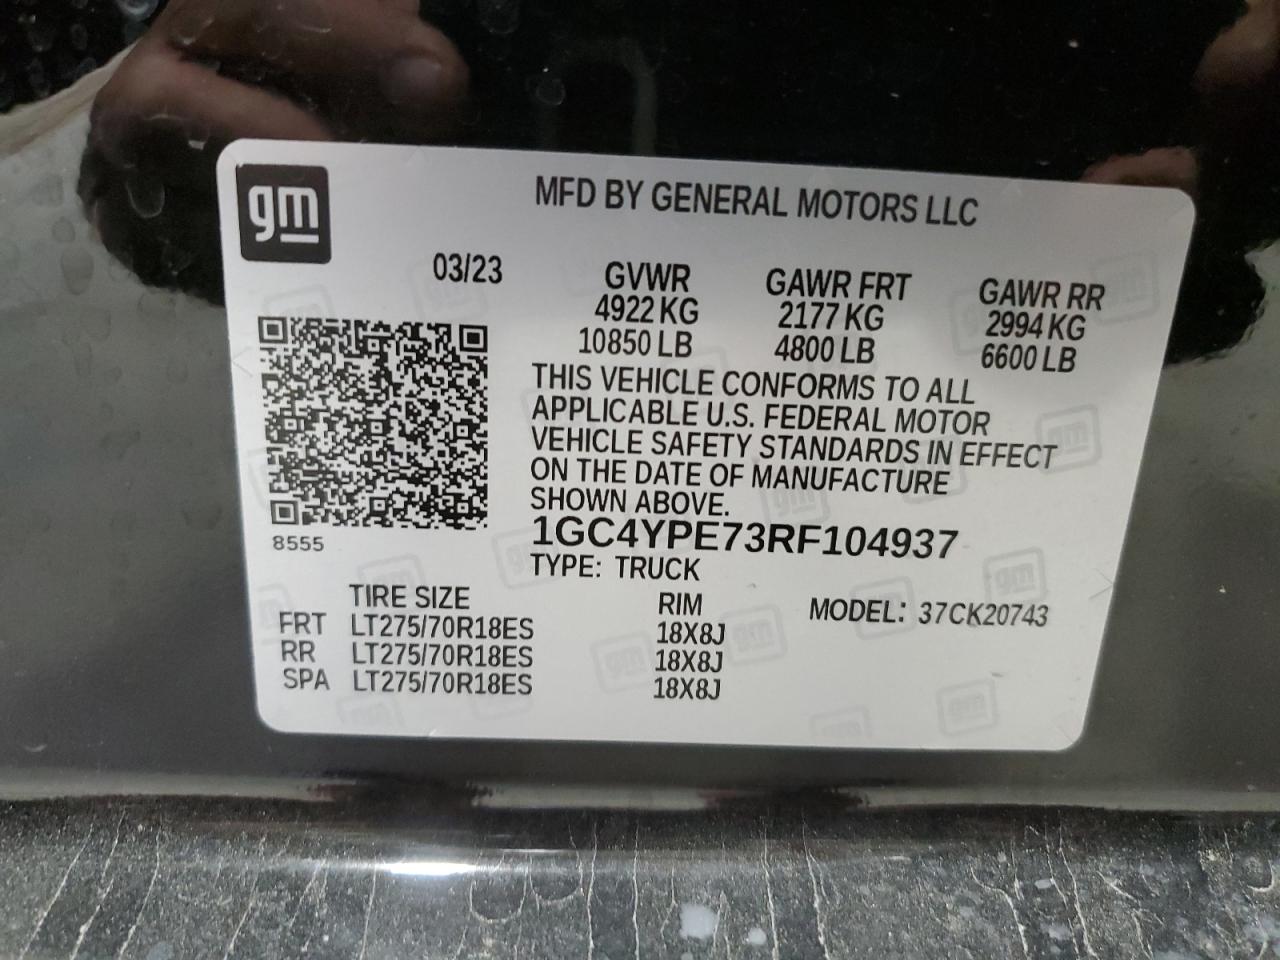 gm
MFD BY GENERAL MOTORS LLC
03/23
GVWR GAWR FRT GAWR RR
4922 KG 2177 KG 2994 KG
10850 LB 4800 LB 6600 LB
THIS VEHICLE CONFORMS TO ALL
APPLICABLE U.S. FEDERAL MOTOR
VEHICLE SAFETY STANDARDS IN EFFECT
ON THE DATE OF MANUFACTURE
SHOWN ABOVE.
8555
1GC4YPE73RF104937
TYPE: TRUCK
TIRE SIZE RIM MODEL: 37CK20743
FRT LT275/70R18ES 18X8J
RR LT275/70R18ES 18X8J
SPA LT275/70R18ES 18X8J